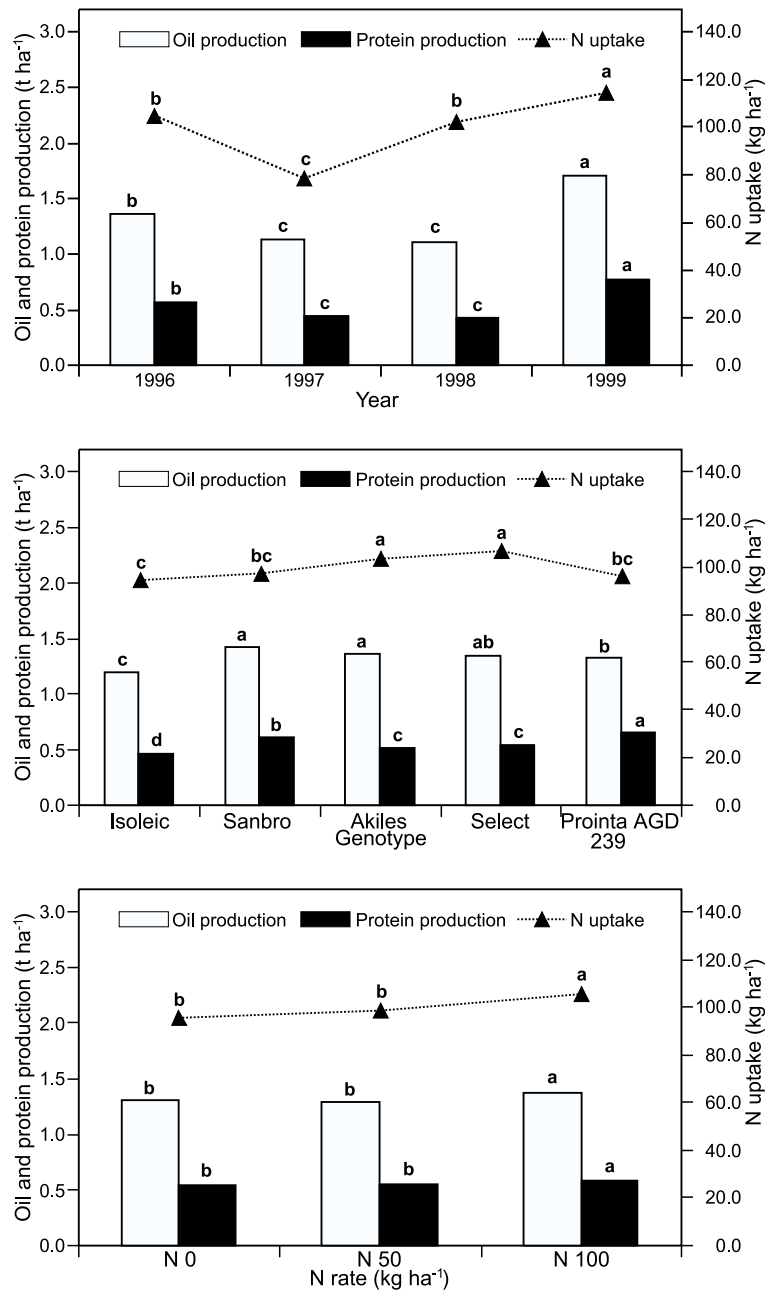 Oil production Protein production N uptake
Oil and protein production (t ha⁻¹)
3.0
2.5
2.0
1.5
1.0
0.5
0.0
b c b a
b c c a
b c c a
140.0
120.0
100.0
80.0
60.0
40.0
20.0
0.0
N uptake (kg ha⁻¹)
1996 1997 1998 1999
Year
Oil production Protein production N uptake
Oil and protein production (t ha⁻¹)
3.0
2.5
2.0
1.5
1.0
0.5
0.0
c bc a a bc
c a a ab b
d b c c a
140.0
120.0
100.0
80.0
60.0
40.0
20.0
0.0
N uptake (kg ha⁻¹)
Isoleic Sanbro Akiles Select Prointa AGD
239
Genotype
Oil production Protein production N uptake
Oil and protein production (t ha⁻¹)
3.0
2.5
2.0
1.5
1.0
0.5
0.0
b b a
b b a
b b a
140.0
120.0
100.0
80.0
60.0
40.0
20.0
0.0
N uptake (kg ha⁻¹)
N 0 N 50 N 100
N rate (kg ha⁻¹)